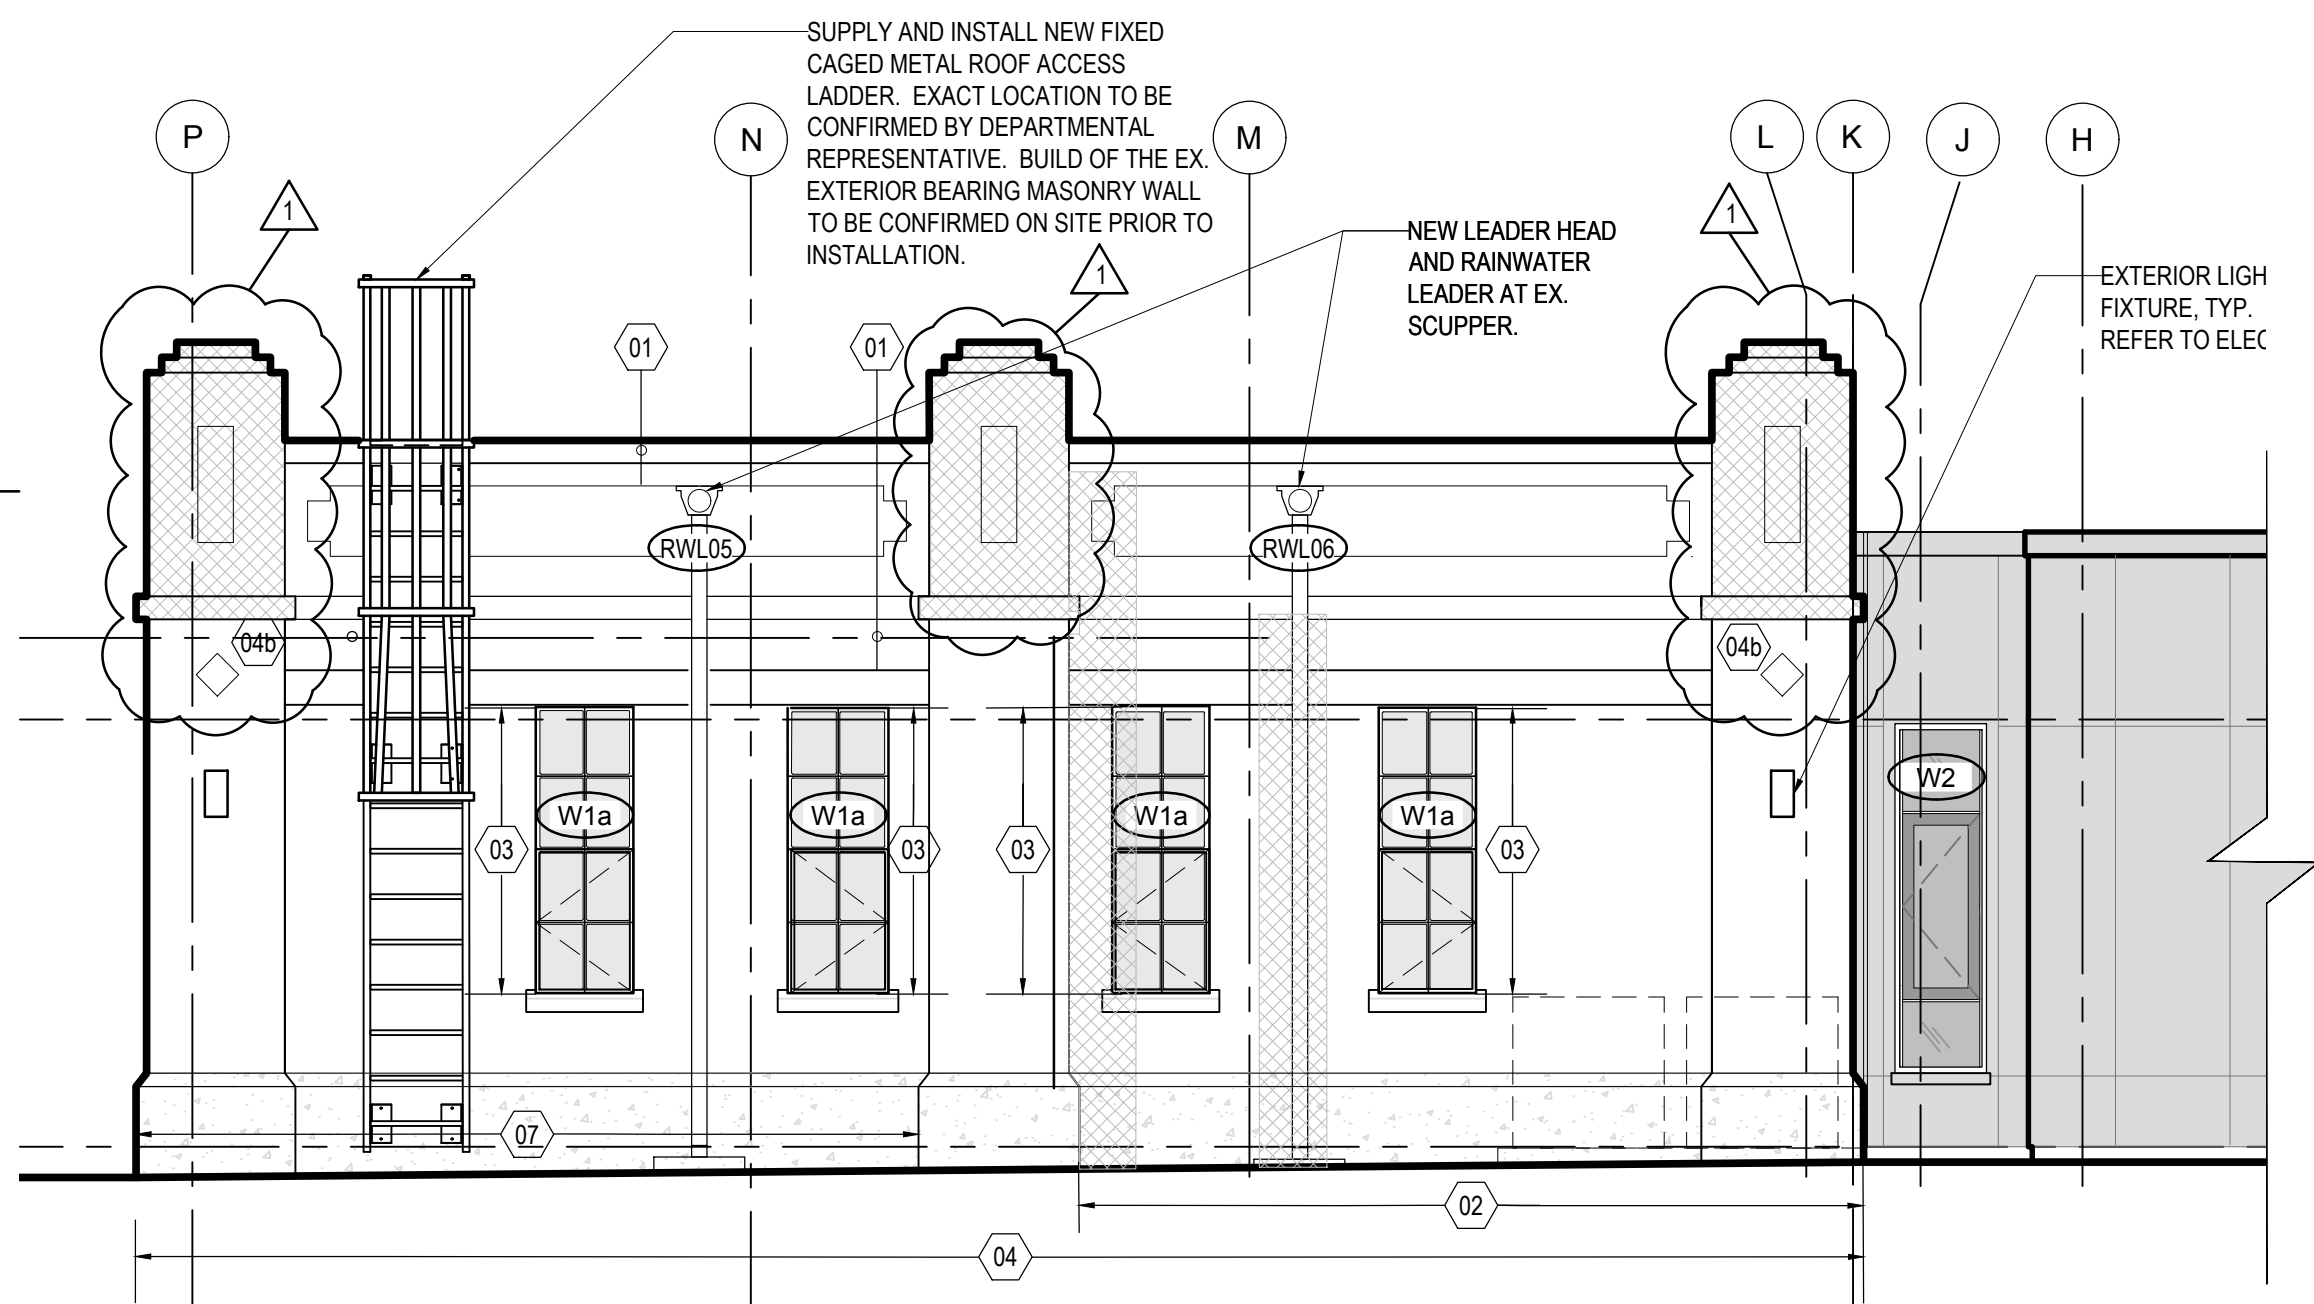 SUPPLY AND INSTALL NEW FIXED
CAGED METAL ROOF ACCESS
LADDER. EXACT LOCATION TO BE
CONFIRMED BY DEPARTMENTAL
REPRESENTATIVE. BUILD OF THE EX.
EXTERIOR BEARING MASONRY WALL
TO BE CONFIRMED ON SITE PRIOR TO
INSTALLATION.
P
N
M
L
K
J
H
1
1
1
NEW LEADER HEAD
AND RAINWATER
LEADER AT EX.
SCUPPER.
EXTERIOR LIGH
FIXTURE, TYP.
REFER TO ELEC
01
01
RWL05
RWL06
04b
04b
W1a
W1a
W1a
W1a
W2
03
03
03
03
07
02
04